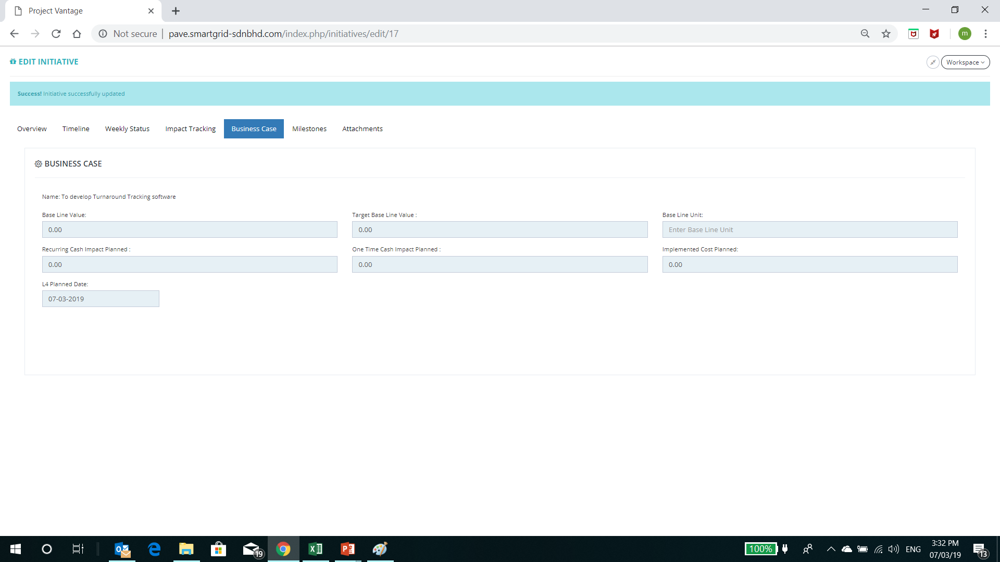 Project Vantage
Not secure | pave.smartgrid-sdnbhd.com/index.php/initiatives/edit/17
m
EDIT INITIATIVE
Workspace
Success! Initiative successfully updated
Overview Timeline Weekly Status Impact Tracking Business Case Milestones Attachments
BUSINESS CASE
Name: To develop Turnaround Tracking software
Base Line Value: Target Base Line Value : Base Line Unit:
0.00 0.00 Enter Base Line Unit
Recurring Cash Impact Planned : One Time Cash Impact Planned : Implemented Cost Planned:
0.00 0.00 0.00
L4 Planned Date:
07-03-2019
19 100% ENG 3:32 PM
07/03/19 13